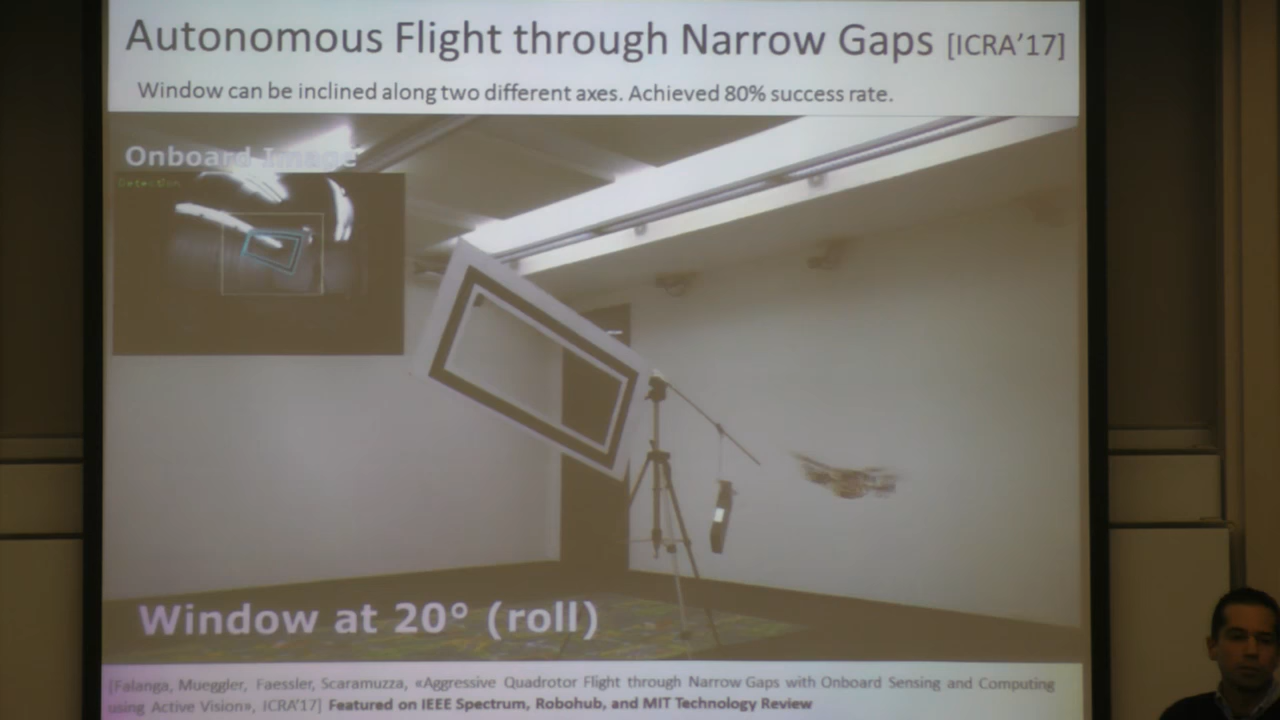 Autonomous Flight through Narrow Gaps [ICRA'17]
Window can be inclined along two different axes. Achieved 80% success rate.
Onboard Image
Detection
Window at 20° (roll)
[Falanga, Mueggler, Faessler, Scaramuzza, «Aggressive Quadrotor Flight through Narrow Gaps with Onboard Sensing and Computing
using Active Vision», ICRA'17] Featured on IEEE Spectrum, Robohub, and MIT Technology Review